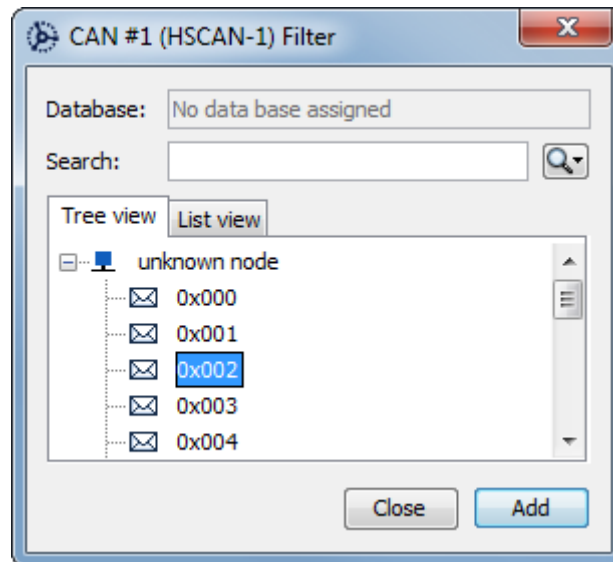 CAN #1 (HSCAN-1) Filter
Database: No data base assigned
Search:
Tree view List view
unknown node
0x000
0x001
0x002
0x003
0x004
Close Add